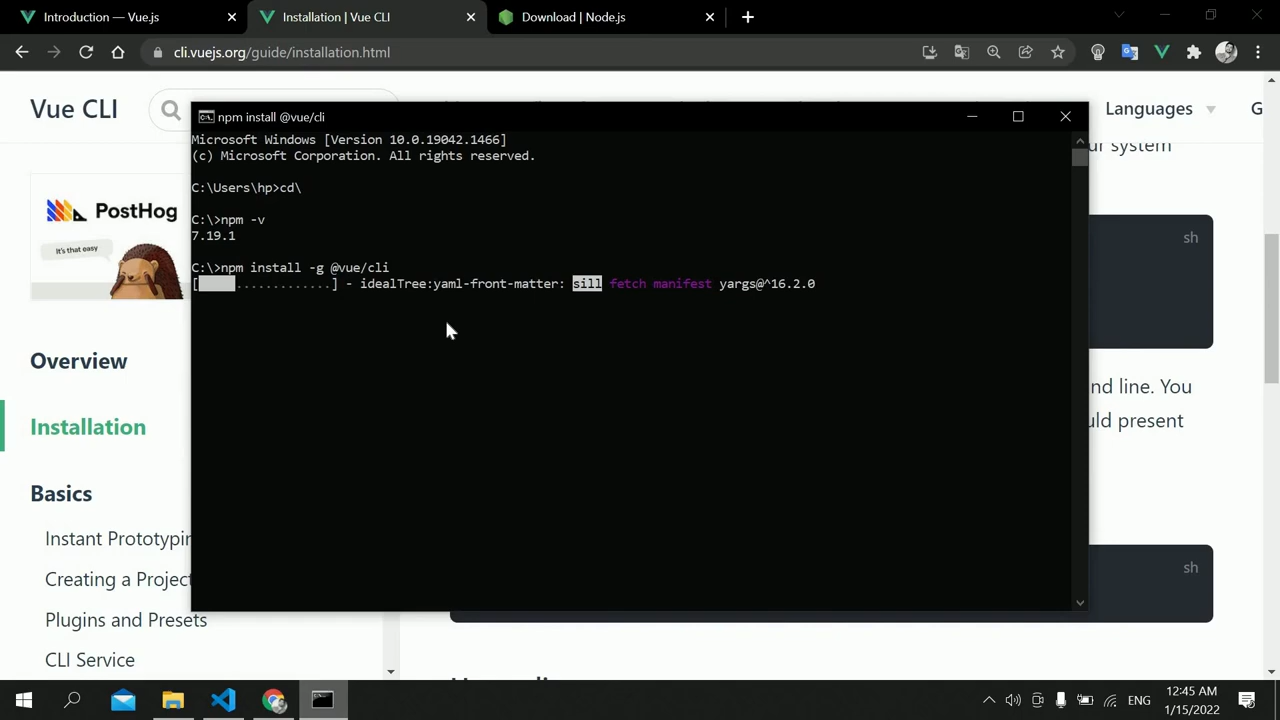 Introduction — Vue.js
Installation | Vue CLI
Download | Node.js
cli.vuejs.org/guide/installation.html
Vue CLI
Languages
G
ur system
PostHog
It's that easy
sh
nd line. You
uld present
sh
Overview
Installation
Basics
Instant Prototypin
Creating a Project
Plugins and Presets
CLI Service
npm install @vue/cli
Microsoft Windows [Version 10.0.19042.1466]
(c) Microsoft Corporation. All rights reserved.
C:\Users\hp>cd\
C:\>npm -v
7.19.1
C:\>npm install -g @vue/cli
[     .............] - idealTree:yaml-front-matter: sill fetch manifest yargs@^16.2.0
ENG
12:45 AM
1/15/2022